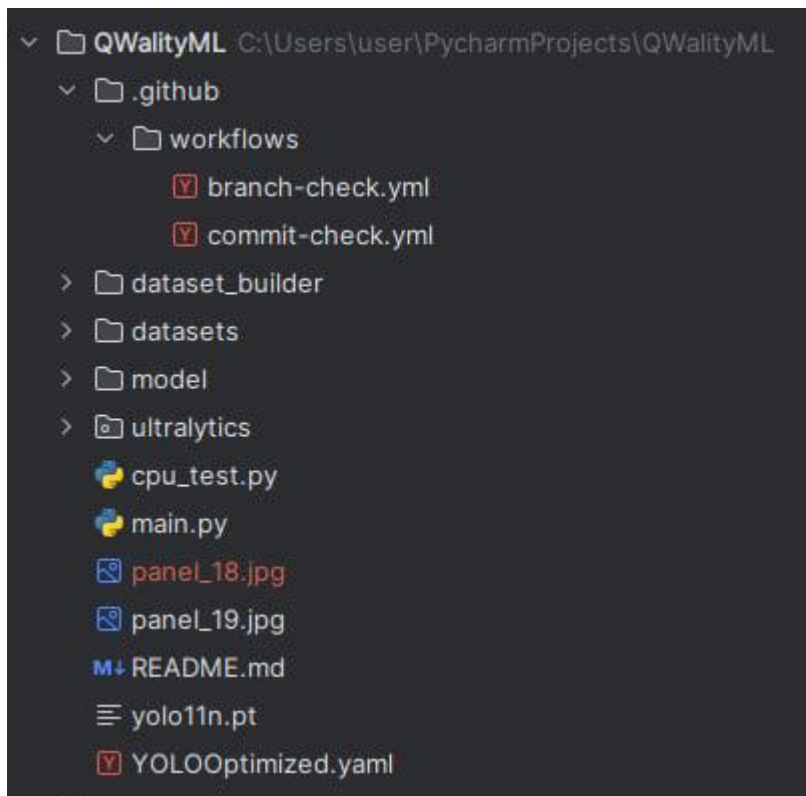 QWalityML C:\Users\user\PycharmProjects\QWalityML
.github
workflows
branch-check.yml
commit-check.yml
dataset_builder
datasets
model
ultralytics
cpu_test.py
main.py
panel_18.jpg
panel_19.jpg
README.md
yolo11n.pt
YOLOOptimized.yaml